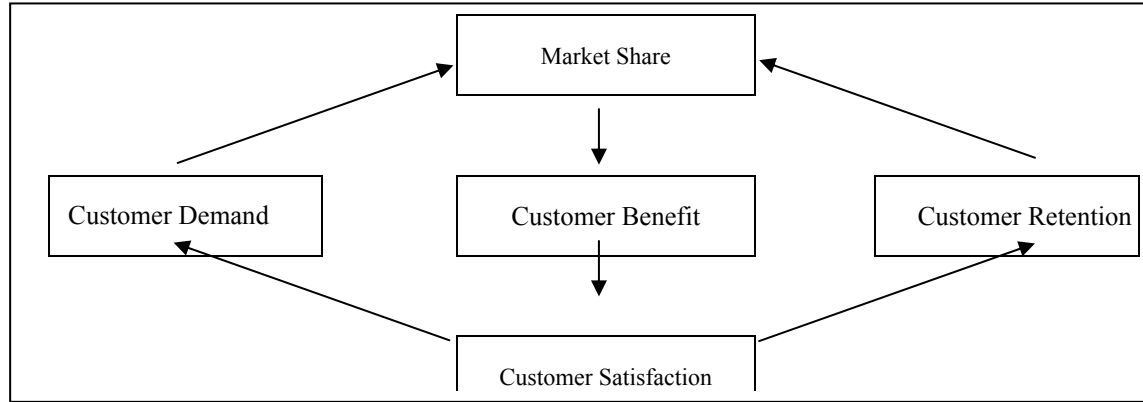 Market Share
Customer Demand
Customer Benefit
Customer Retention
Customer Satisfaction